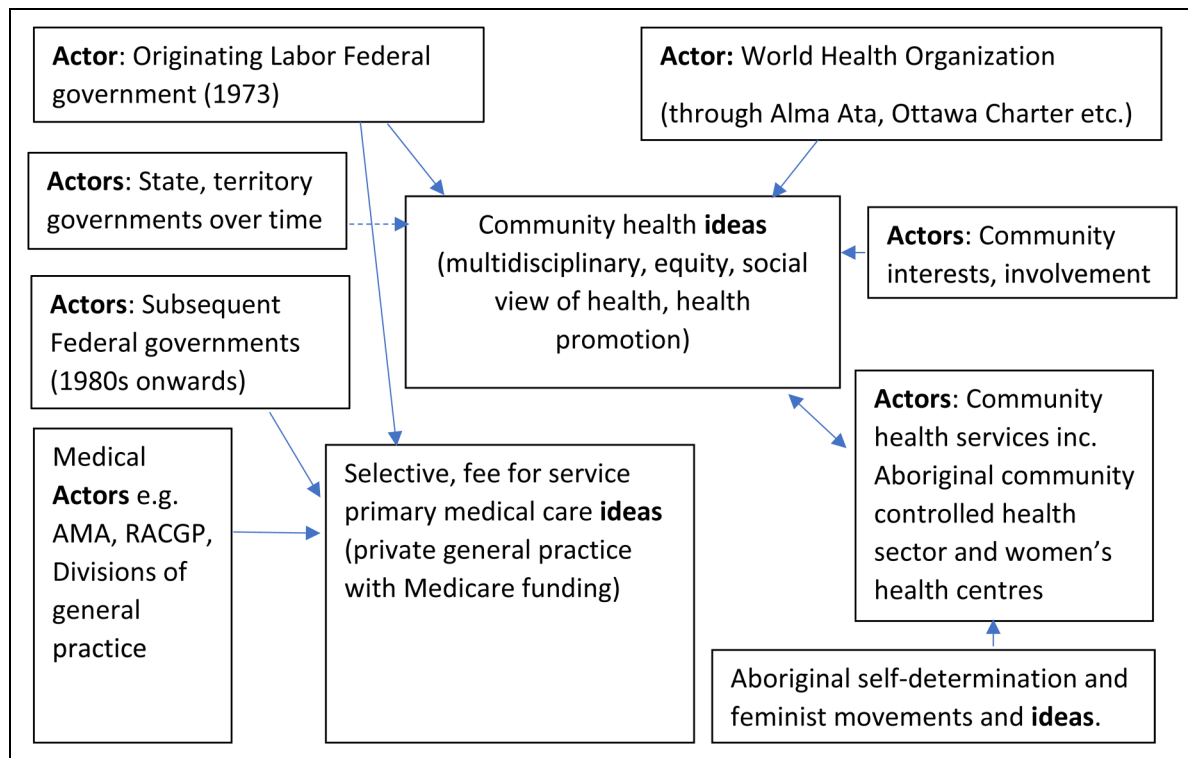 Actor: Originating Labor Federal
government (1973)
Actor: World Health Organization
(through Alma Ata, Ottawa Charter etc.)
Actors: State, territory
governments over time
Community health ideas
(multidisciplinary, equity, social
view of health, health
promotion)
Actors: Community
interests, involvement
Actors: Subsequent
Federal governments
(1980s onwards)
Actors: Community
health services inc.
Aboriginal community
controlled health
sector and women’s
health centres
Medical
Actors e.g.
AMA, RACGP,
Divisions of
general
practice
Selective, fee for service
primary medical care ideas
(private general practice
with Medicare funding)
Aboriginal self-determination and
feminist movements and ideas.